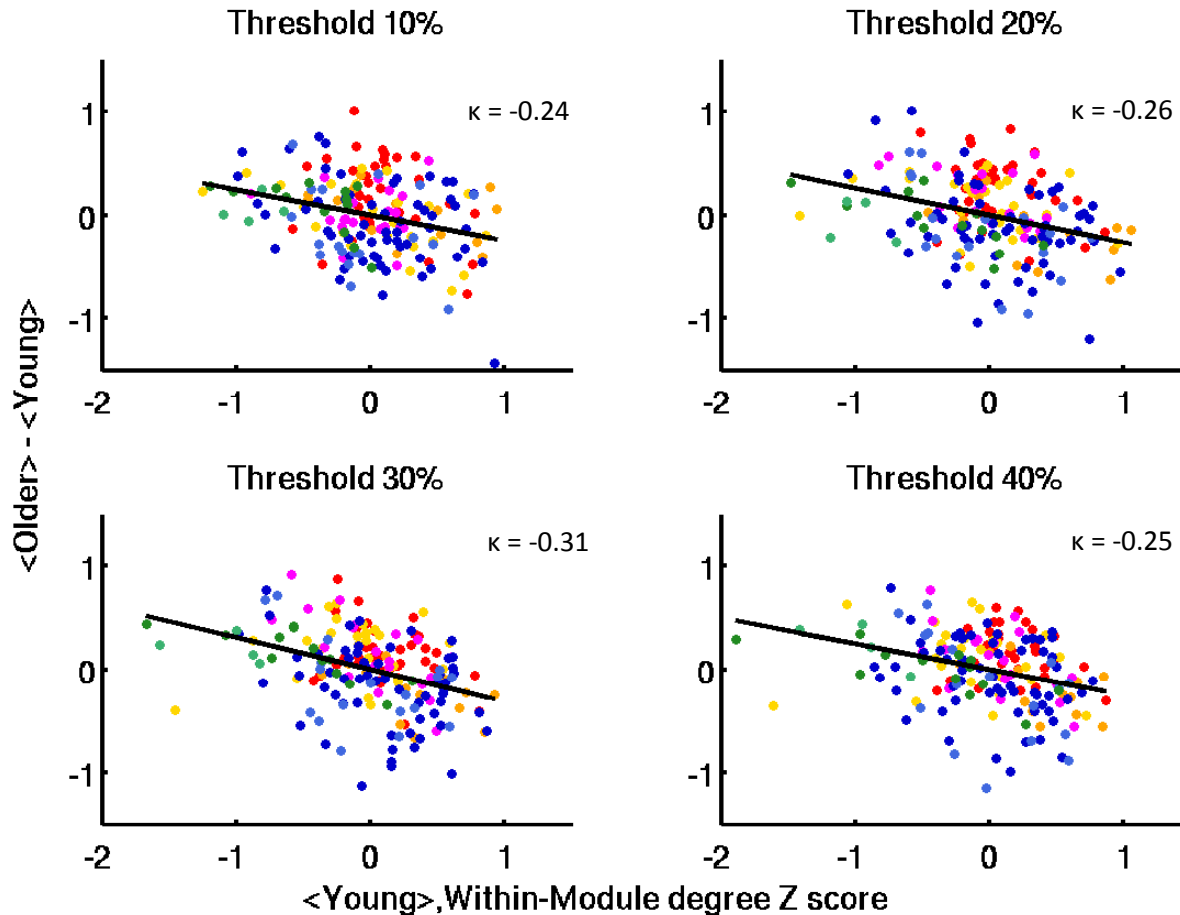 Threshold 10%
κ = -0.24
1
0
-1
-2 -1 0 1
Threshold 20%
κ = -0.26
1
0
-1
-2 -1 0 1
<Older> - <Young>
Threshold 30%
κ = -0.31
1
0
-1
-2 -1 0 1
Threshold 40%
κ = -0.25
1
0
-1
-2 -1 0 1
<Young>,Within-Module degree Z score